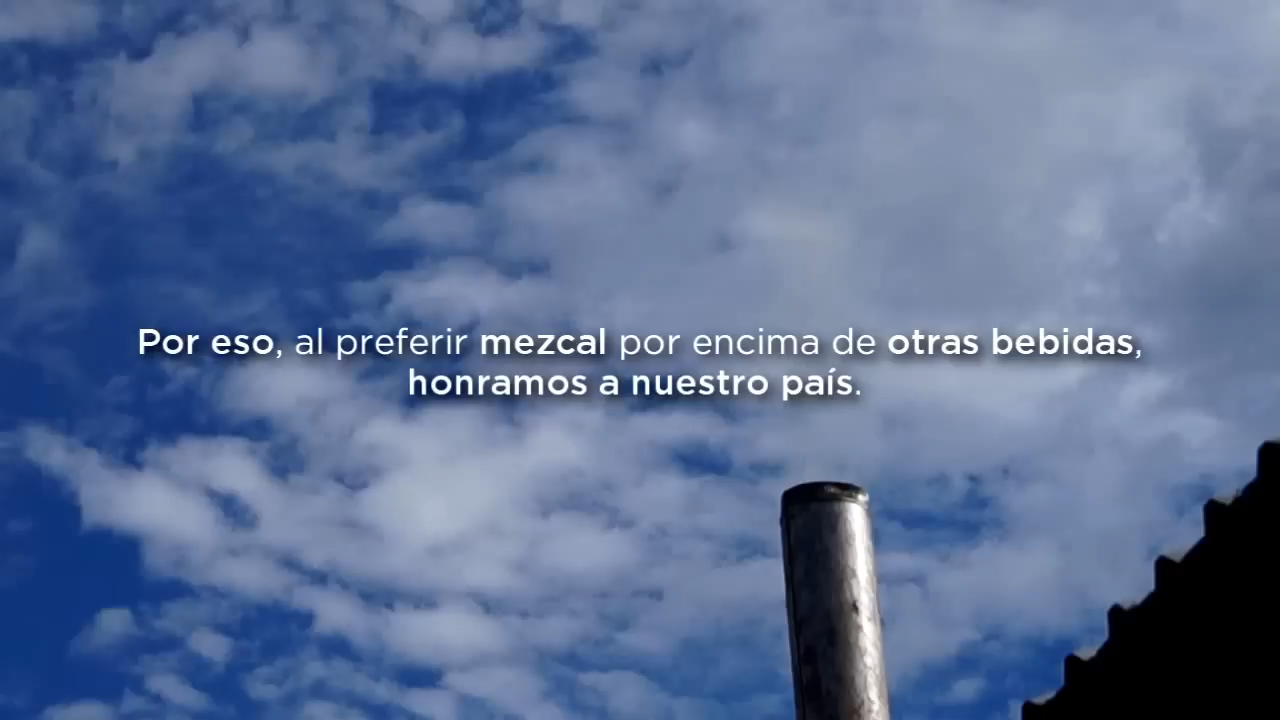 Por eso, al preferir mezcal por encima de otras bebidas,
honramos a nuestro país.